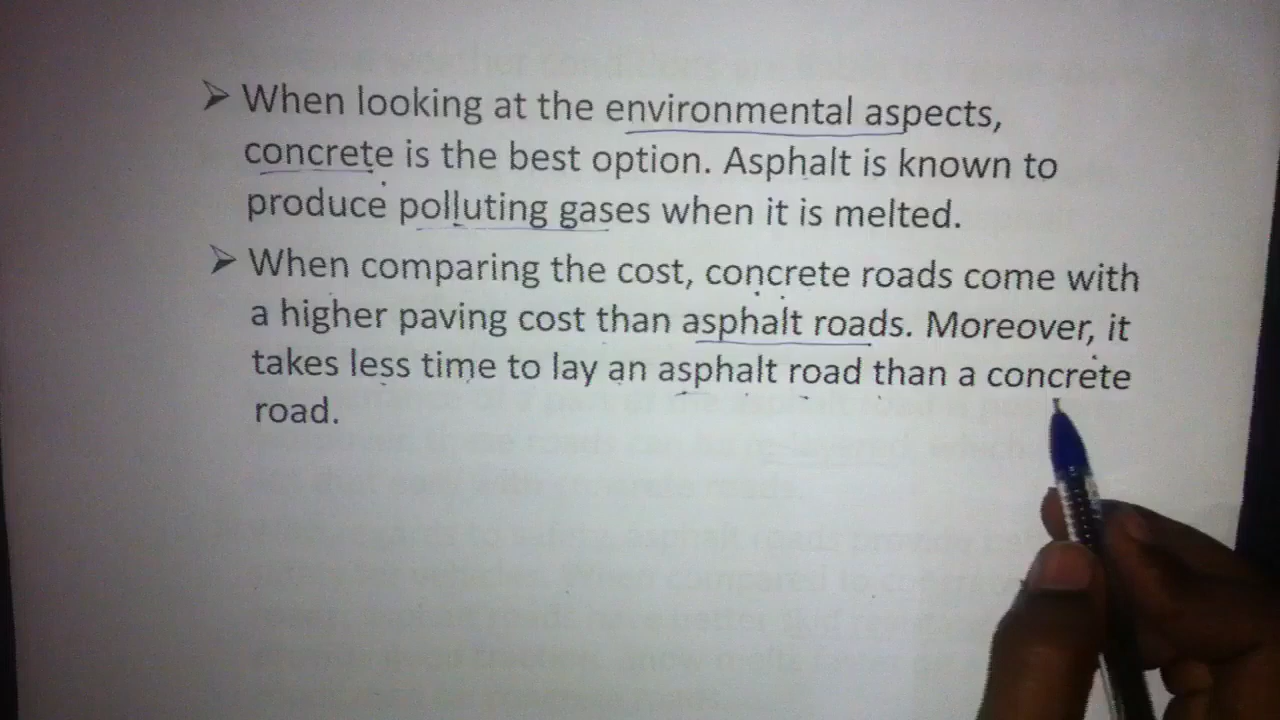 ➢ When looking at the environmental aspects,
concrete is the best option. Asphalt is known to
produce polluting gases when it is melted.
➢ When comparing the cost, concrete roads come with
a higher paving cost than asphalt roads. Moreover, it
takes less time to lay an asphalt road than a concrete
road.